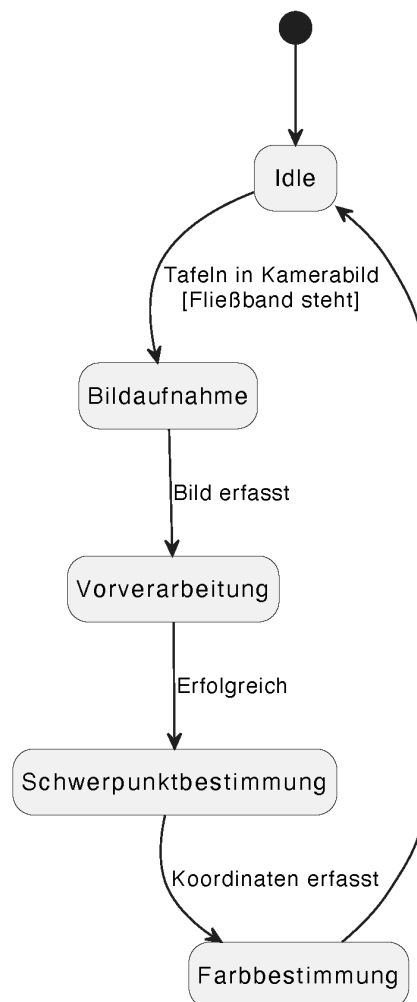 Idle
Tafeln in Kamerabild
[Fließband steht]
Bildaufnahme
Bild erfasst
Vorverarbeitung
Erfolgreich
Schwerpunktbestimmung
Koordinaten erfasst
Farbbestimmung